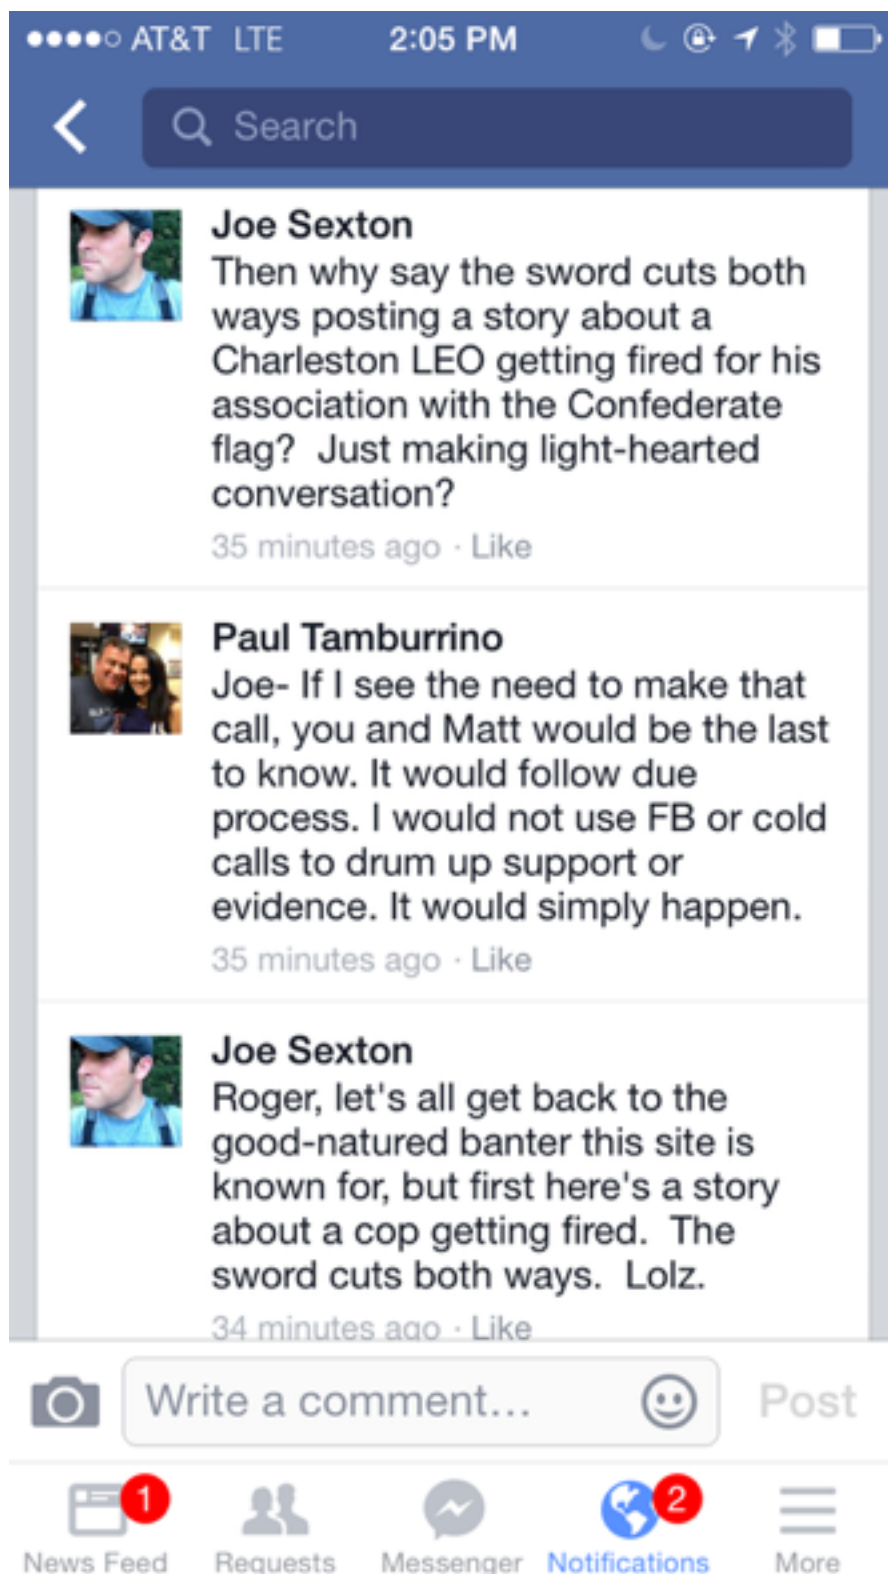 AT&T LTE 2:05 PM
Search
Joe Sexton
Then why say the sword cuts both
ways posting a story about a
Charleston LEO getting fired for his
association with the Confederate
flag?  Just making light-hearted
conversation?
35 minutes ago · Like
Paul Tamburrino
Joe- If I see the need to make that
call, you and Matt would be the last
to know. It would follow due
process. I would not use FB or cold
calls to drum up support or
evidence. It would simply happen.
35 minutes ago · Like
Joe Sexton
Roger, let's all get back to the
good-natured banter this site is
known for, but first here's a story
about a cop getting fired.  The
sword cuts both ways.  Lolz.
34 minutes ago · Like
Write a comment... Post
1 2
News Feed Requests Messenger Notifications More